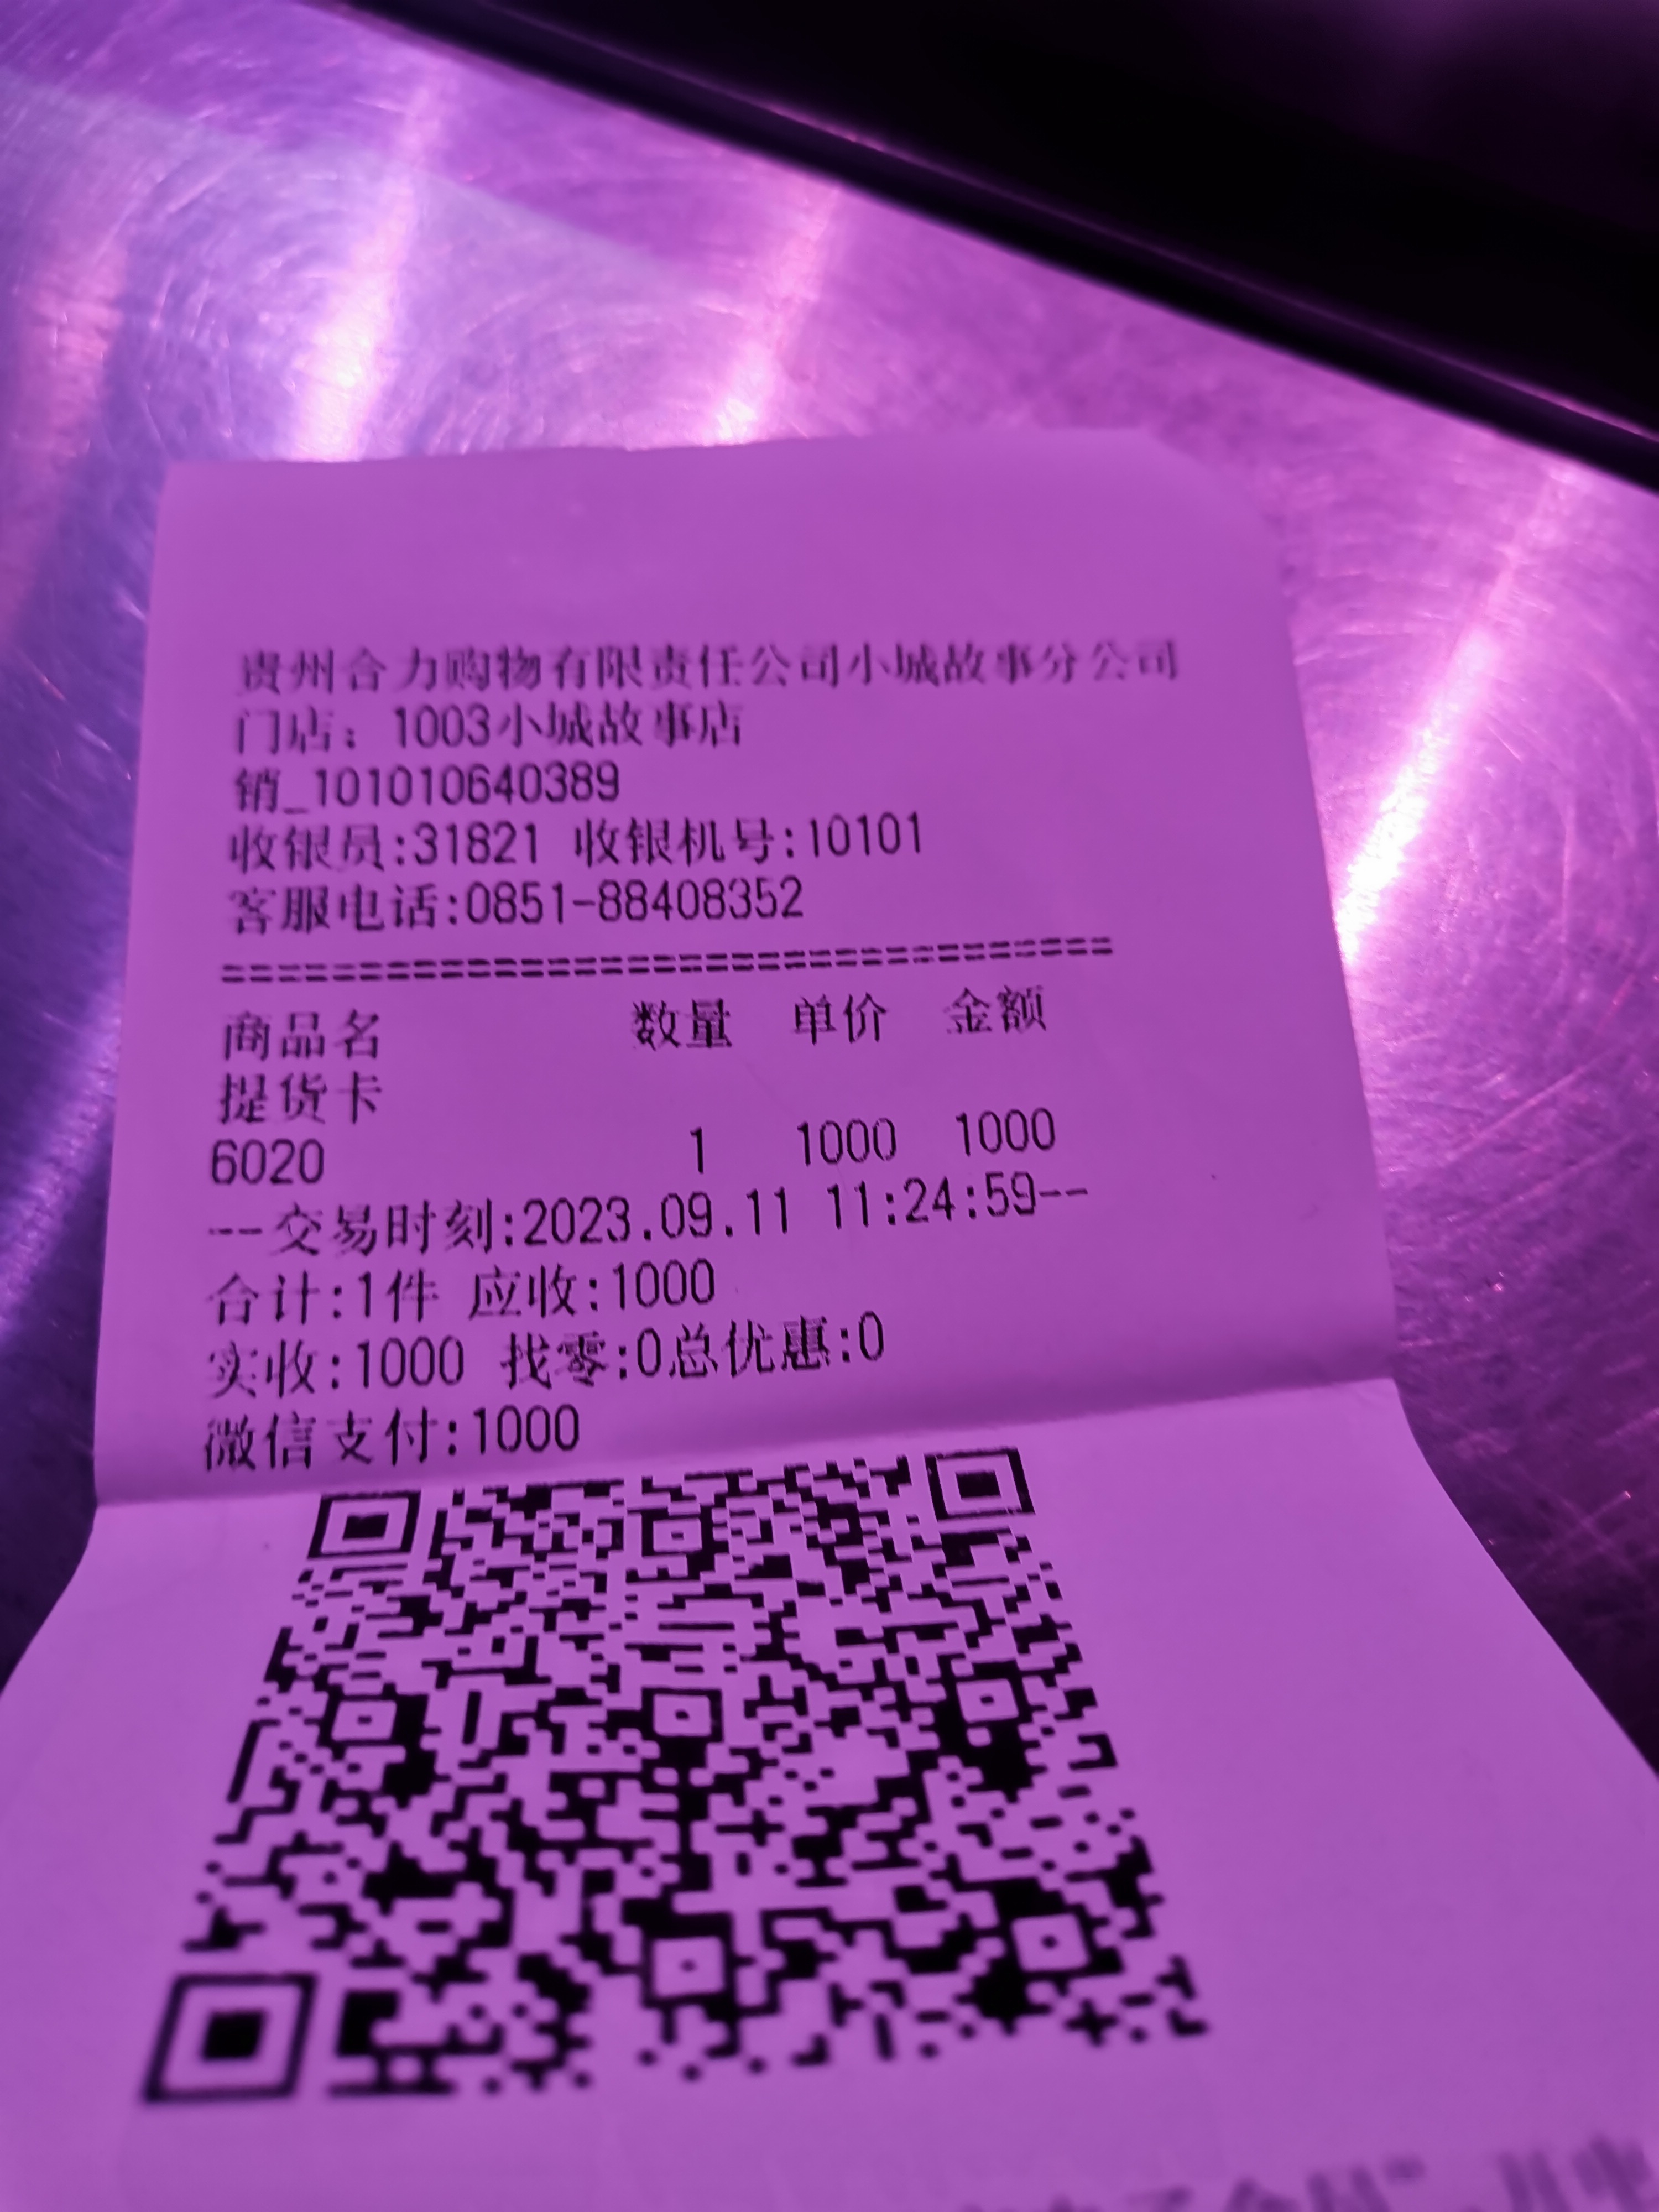 贵州合力购物有限责任公司小城故事分公司
门店：1003小城故事店
销_101010640389
收银员:31821 收银机号:10101
客服电话:0851-88408352
==================================
商品名 数量 单价 金额
提货卡
6020 1 1000 1000
--交易时刻:2023.09.11 11:24:59--
合计:1件 应收:1000
实收:1000 找零:0总优惠:0
微信支付:1000